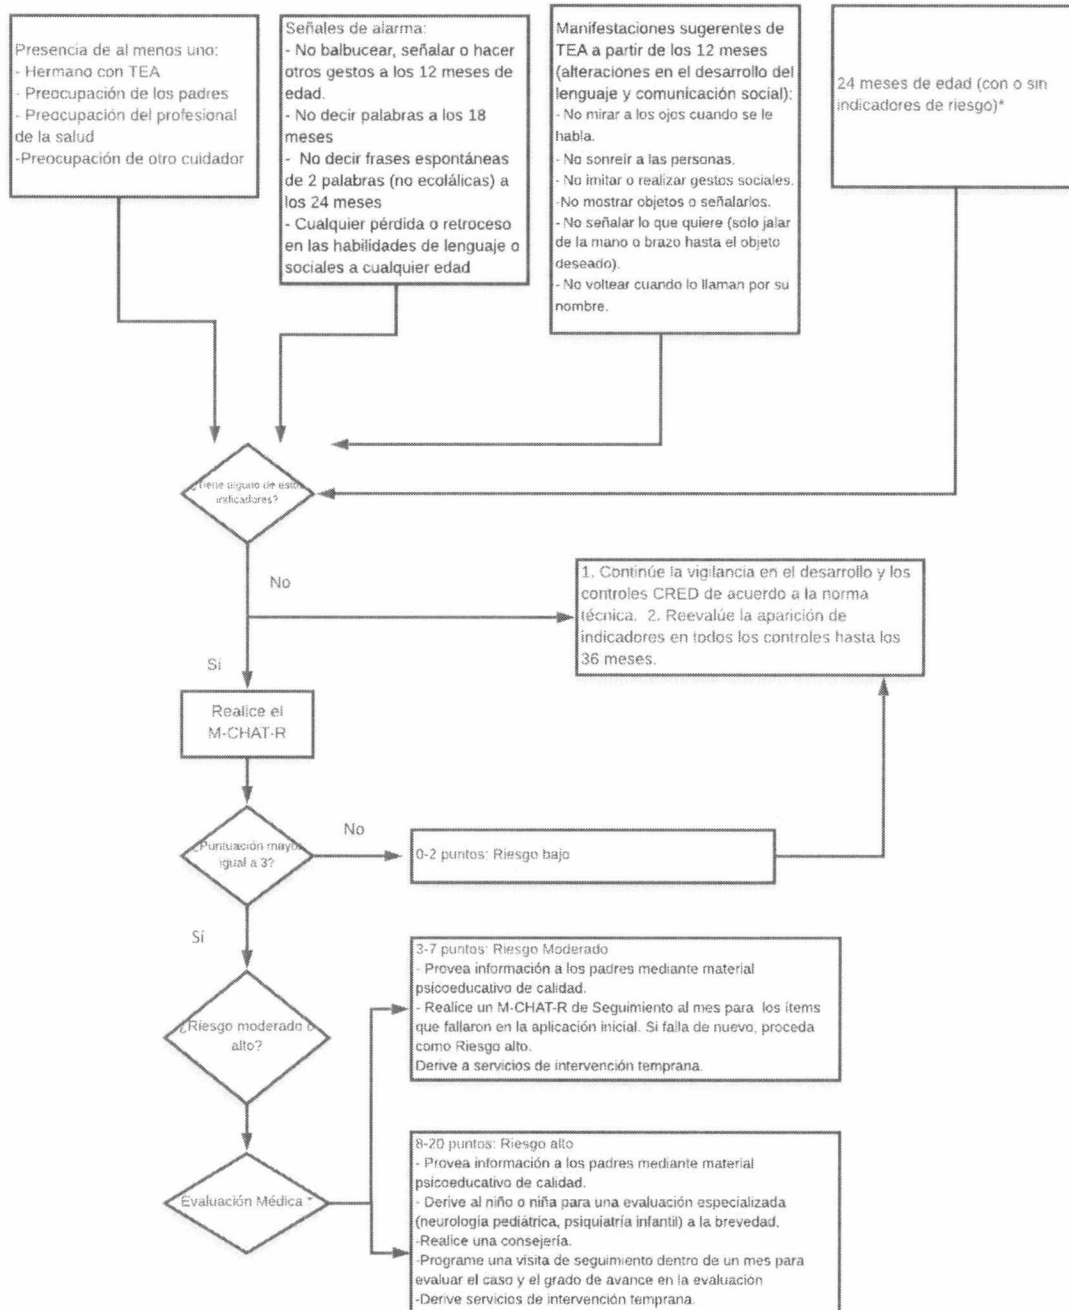 Presencia de al menos uno:
- Hermano con TEA
- Preocupación de los padres
- Preocupación del profesional
de la salud
-Preocupación de otro cuidador
Señales de alarma:
- No balbucear, señalar o hacer
otros gestos a los 12 meses de
edad.
- No decir palabras a los 18
meses
- No decir frases espontáneas
de 2 palabras (no ecolálicas) a
los 24 meses
- Cualquier pérdida o retroceso
en las habilidades de lenguaje o
sociales a cualquier edad
Manifestaciones sugerentes de
TEA a partir de los 12 meses
(alteraciones en el desarrollo del
lenguaje y comunicación social):
- No mirar a los ojos cuando se le
habla.
- No sonreír a las personas.
- No imitar o realizar gestos sociales.
-No mostrar objetos o señalarlos.
- No señalar lo que quiere (solo jalar
de la mano o brazo hasta el objeto
deseado).
- No voltear cuando lo llaman por su
nombre.
24 meses de edad (con o sin
indicadores de riesgo)*
¿Tiene alguno de estos
indicadores?
No
1. Continúe la vigilancia en el desarrollo y los
controles CRED de acuerdo a la norma
técnica. 2. Reevalúe la aparición de
indicadores en todos los controles hasta los
36 meses.
Sí
Realice el
M-CHAT-R
¿Puntuación mayor
igual a 3?
No
0-2 puntos: Riesgo bajo
Sí
3-7 puntos: Riesgo Moderado
- Provea información a los padres mediante material
psicoeducativo de calidad.
- Realice un M-CHAT-R de Seguimiento al mes para los ítems
que fallaron en la aplicación inicial. Si falla de nuevo, proceda
como Riesgo alto.
Derive a servicios de intervención temprana.
¿Riesgo moderado o
alto?
8-20 puntos: Riesgo alto
- Provea información a los padres mediante material
psicoeducativo de calidad.
- Derive al niño o niña para una evaluación especializada
(neurología pediátrica, psiquiatría infantil) a la brevedad.
-Realice una consejería.
-Programe una visita de seguimiento dentro de un mes para
evaluar el caso y el grado de avance en la evaluación
-Derive servicios de intervención temprana.
Evaluación Médica *